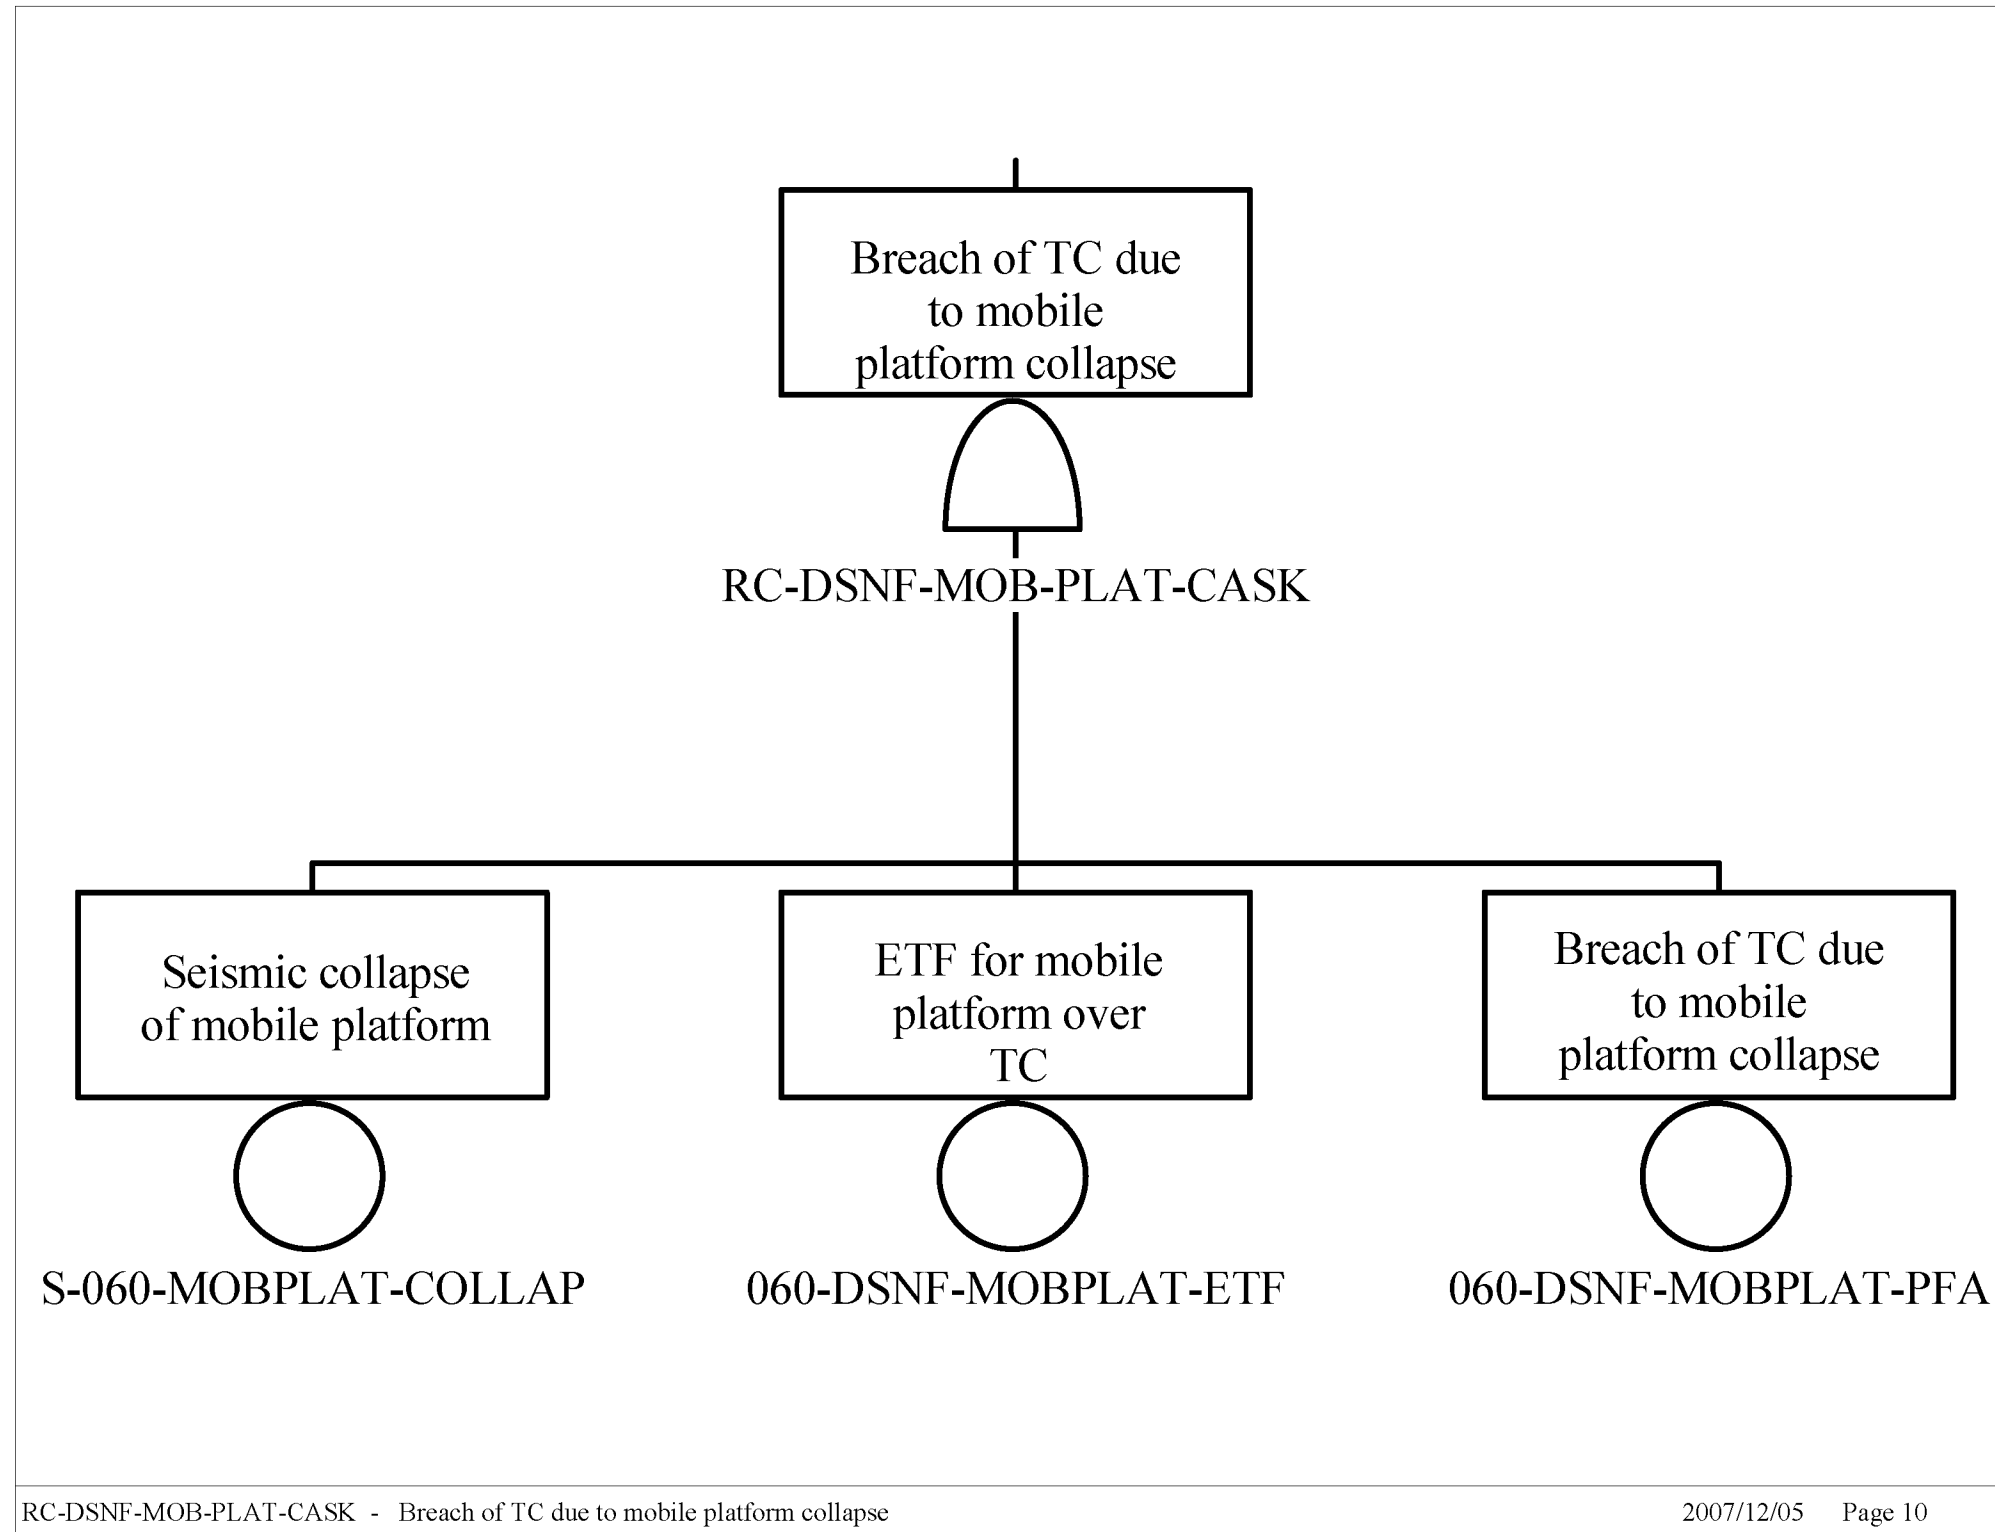 Breach of TC due
to mobile
platform collapse
RC-DSNF-MOB-PLAT-CASK
Seismic collapse
of mobile platform
S-060-MOBPLAT-COLLAP
ETF for mobile
platform over
TC
060-DSNF-MOBPLAT-ETF
Breach of TC due
to mobile
platform collapse
060-DSNF-MOBPLAT-PFA
RC-DSNF-MOB-PLAT-CASK - Breach of TC due to mobile platform collapse
2007/12/05 Page 10